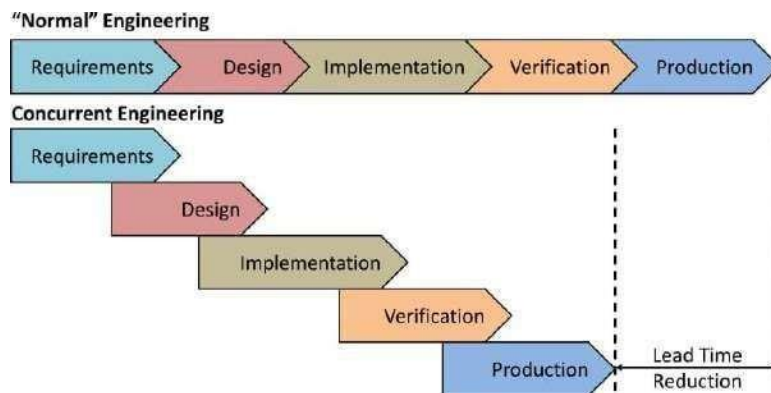 “Normal” Engineering
Requirements Design Implementation Verification Production
Concurrent Engineering
Requirements
Design
Implementation
Verification
Production
Lead Time
Reduction